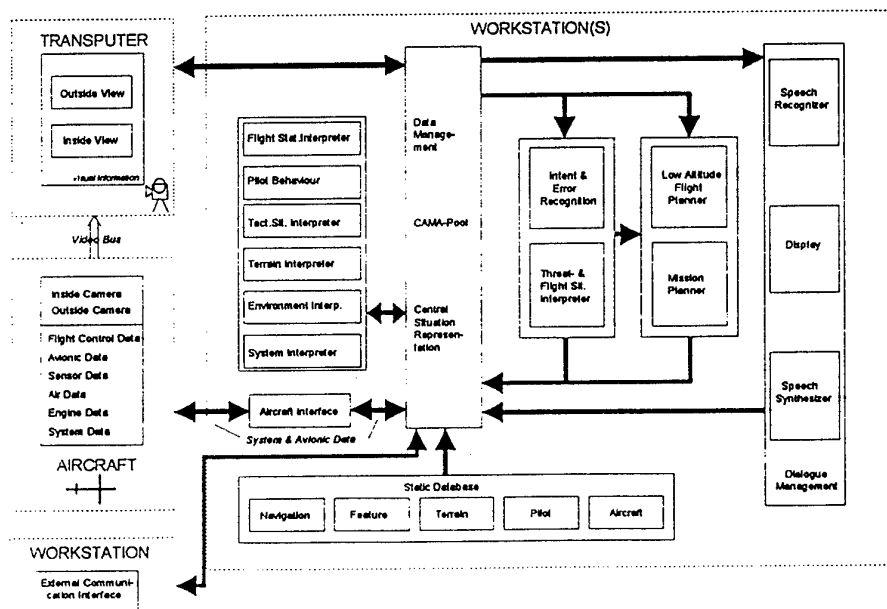 TRANSPUTER
Outside View
Inside View
Visual Information
Video Bus
Inside Camera
Outside Camera
Flight Control Data
Avionic Data
Sensor Data
Air Data
Engine Data
System Data
AIRCRAFT
WORKSTATION
External Communi-
cation Interface
WORKSTATION(S)
Flight Stat.Interpreter
Pilot Behaviour
Tact.Sit. Interpreter
Terrain Interpreter
Environment Interp.
System Interpreter
Aircraft Interface
System & Avionic Data
Data
Manage-
ment
CAMA-Pool
Central
Situation
Represen-
tation
Intent &
Error
Recognition
Threat- &
Flight Sit.
Interpreter
Low Altitude
Flight
Planner
Mission
Planner
Speech
Recognizer
Display
Speech
Synthesizer
Dialogue
Management
Static Database
Navigation
Feature
Terrain
Pilot
Aircraft